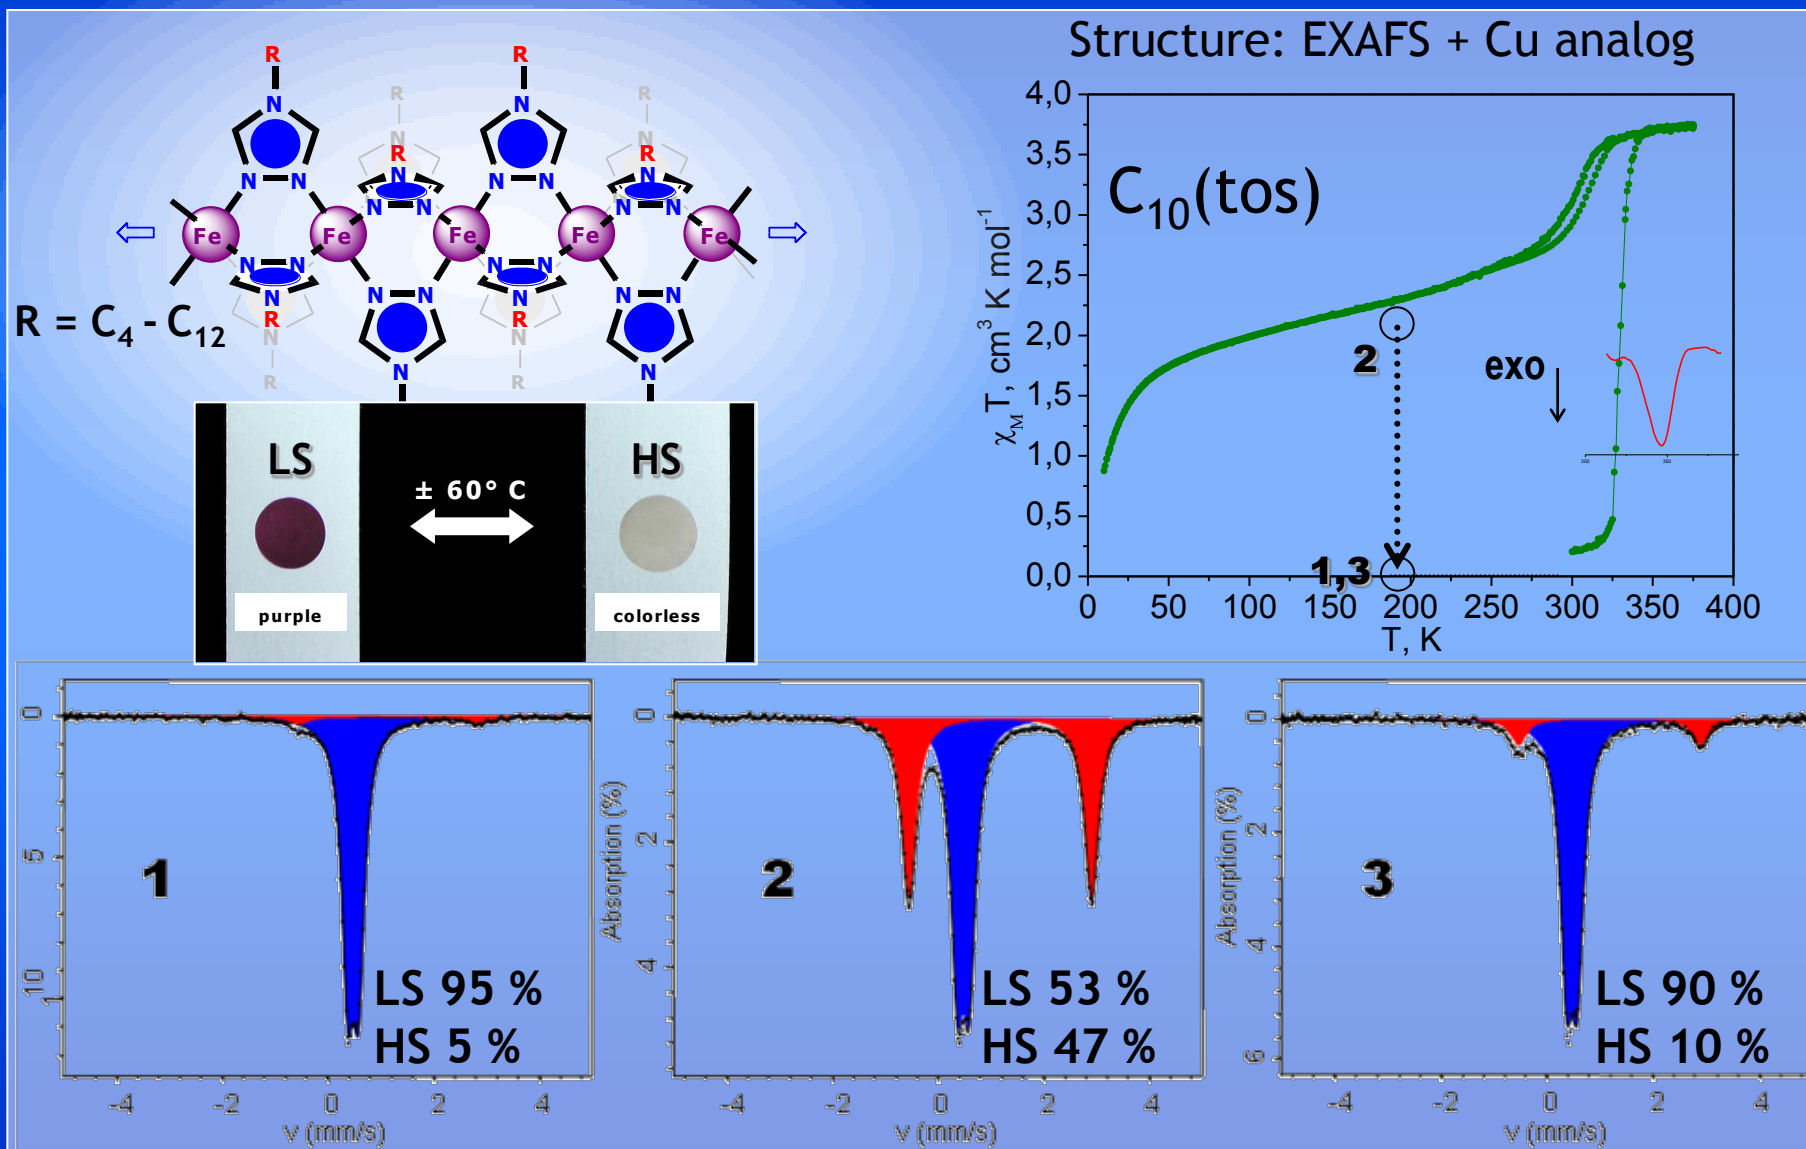 Structure: EXAFS + Cu analog
R
R
R
R
N
N
N
N
R
R
N
N
N N
N N
N N
N N
Fe
Fe
Fe
Fe
Fe
N N
N N
N N
N N
N
N
R
R
N
N
R
R
N
N
R = C4 - C12
LS
HS
± 60° C
purple
colorless
4,0
3,5
3,0
2,5
2,0
1,5
1,0
0,5
0,0
χMT, cm3 K mol-1
C10(tos)
2
exo
300
350
1,3
0
50
100
150
200
250
300
350
400
T, K
0
5
10
1
LS 95 %
HS 5 %
-4
-2
0
2
4
v (mm/s)
Absorption (%)
0
2
4
2
LS 53 %
HS 47 %
-4
-2
0
2
4
v (mm/s)
Absorption (%)
0
2
4
6
3
LS 90 %
HS 10 %
-4
-2
0
2
4
v (mm/s)